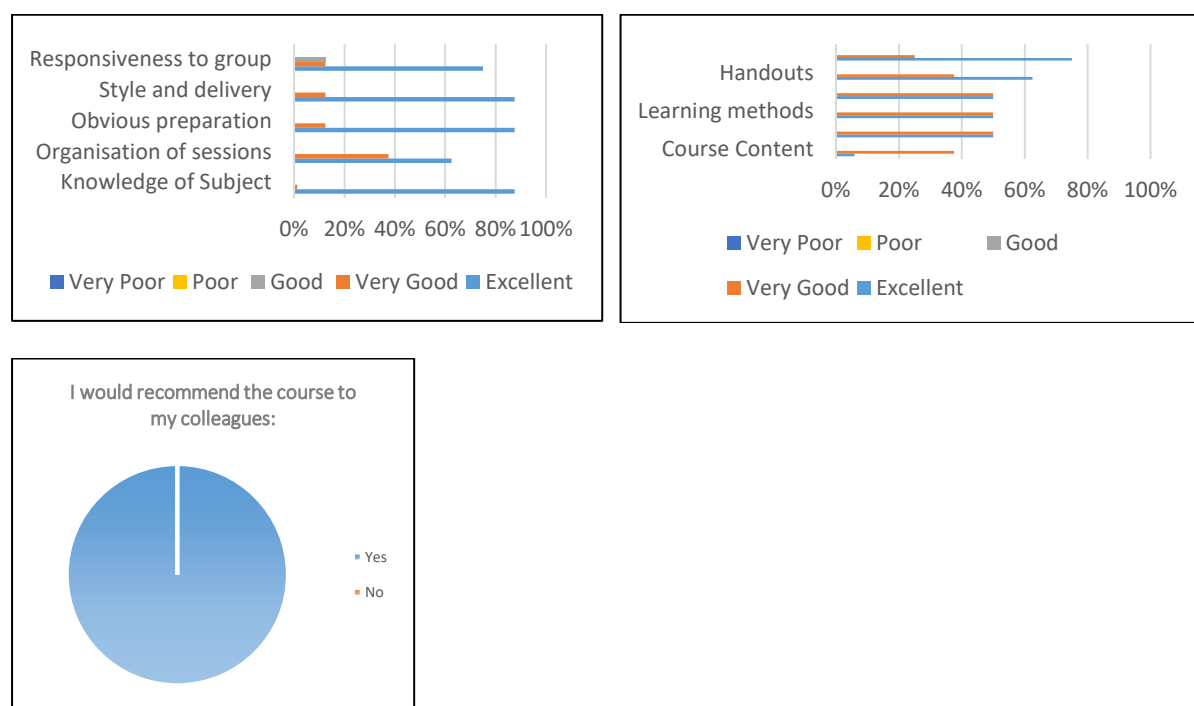 Responsiveness to group
Style and delivery
Obvious preparation
Organisation of sessions
Knowledge of Subject
0% 20% 40% 60% 80% 100%
Very Poor Poor Good Very Good Excellent
Handouts
Learning methods
Course Content
0% 20% 40% 60% 80% 100%
Very Poor Poor Good
Very Good Excellent
I would recommend the course to
my colleagues:
Yes
No